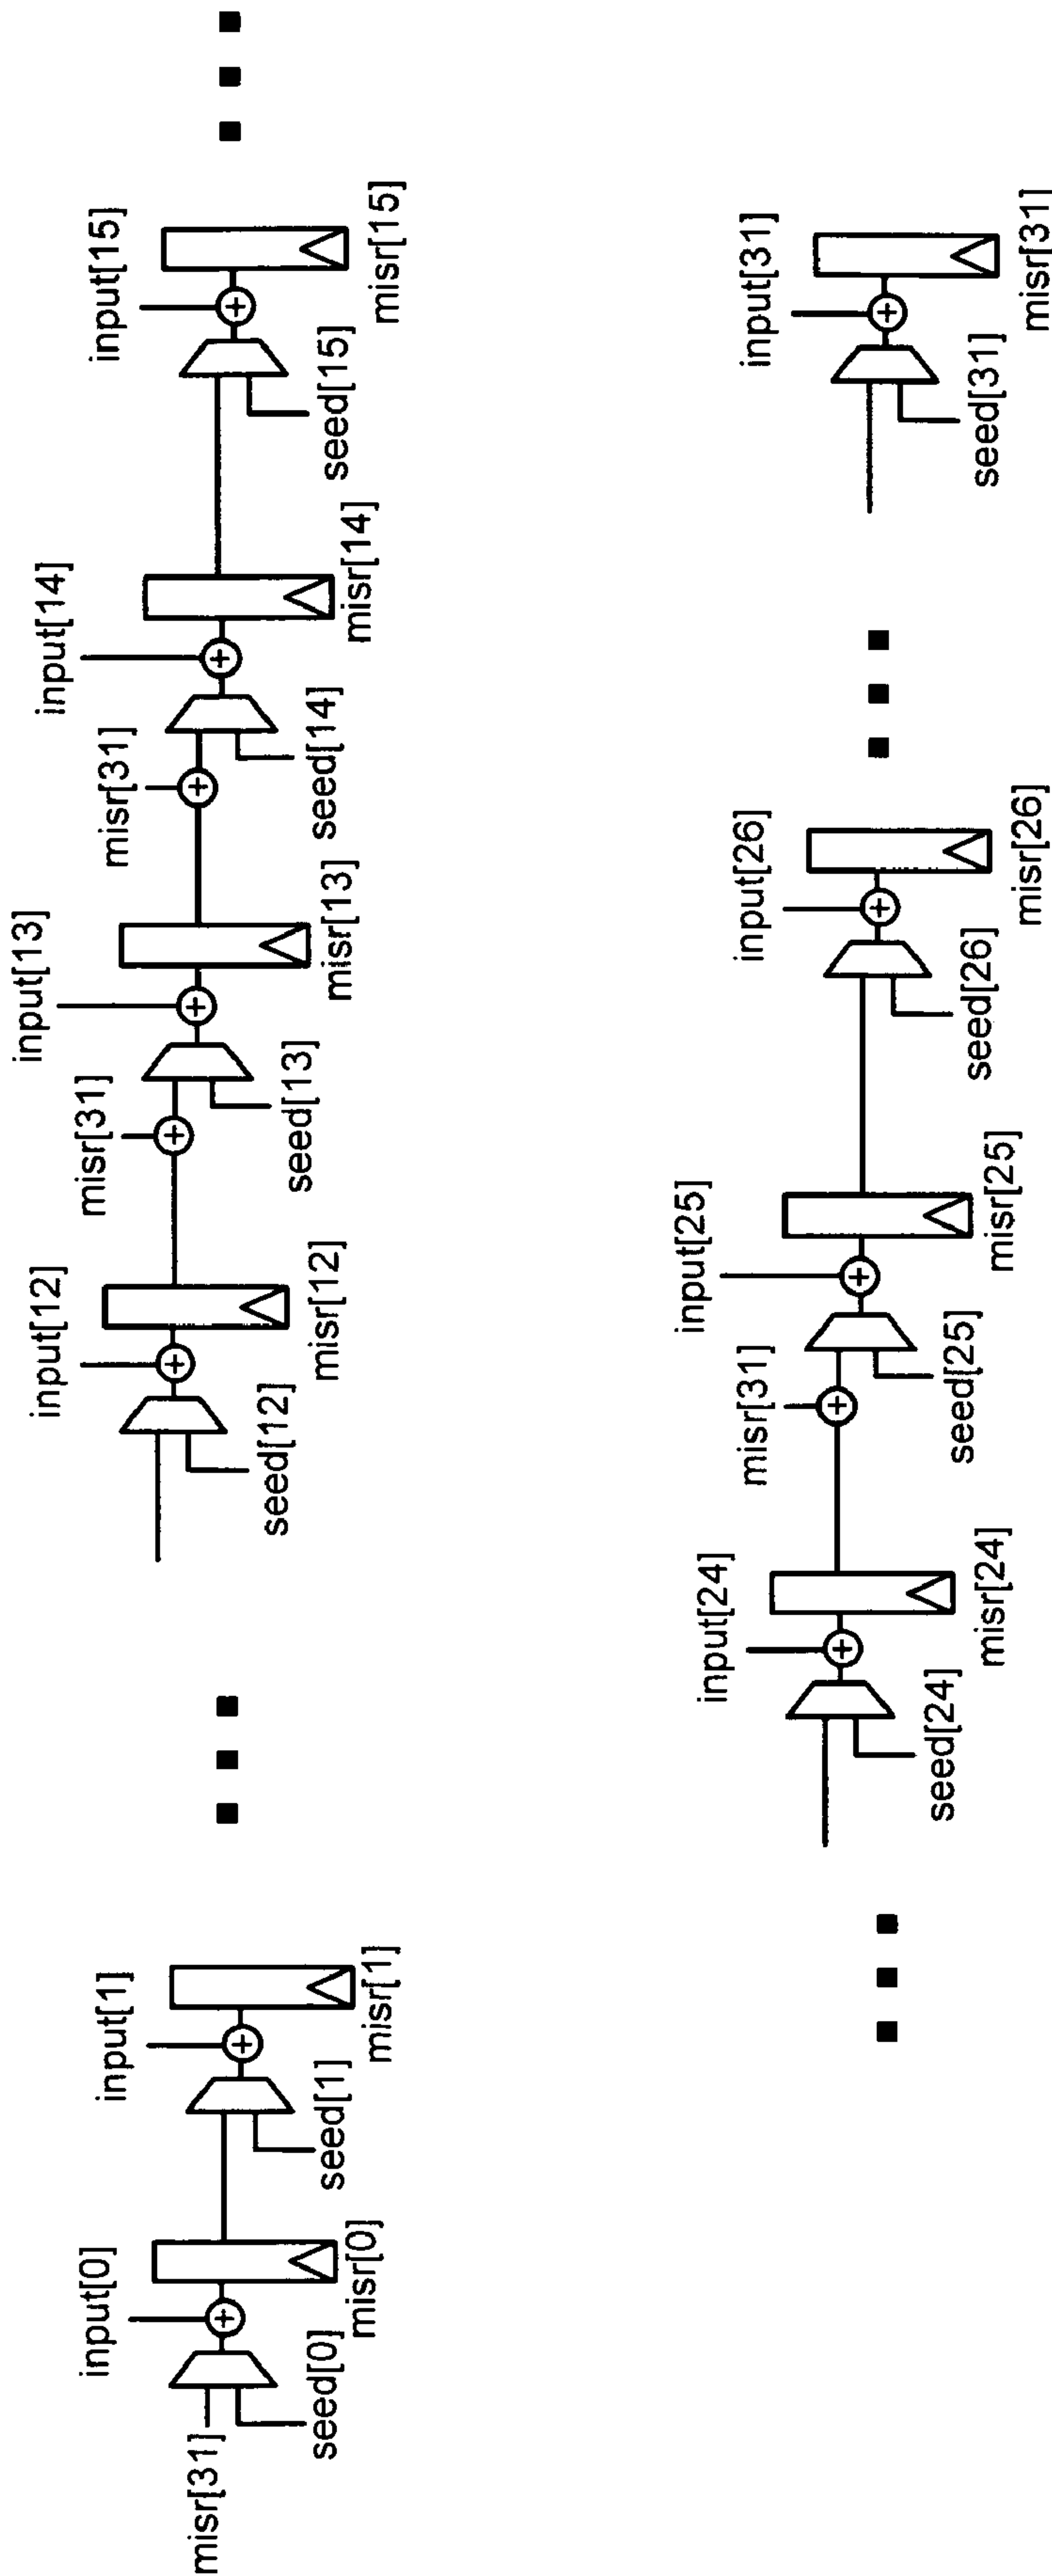 input[0]
misr[31]
seed[0]
misr[0]
input[1]
seed[1]
misr[1]
input[12]
seed[12]
misr[12]
misr[31]
input[13]
seed[13]
misr[13]
misr[31]
input[14]
seed[14]
misr[14]
input[15]
seed[15]
misr[15]
input[24]
seed[24]
misr[24]
misr[31]
input[25]
seed[25]
misr[25]
input[26]
seed[26]
misr[26]
input[31]
seed[31]
misr[31]